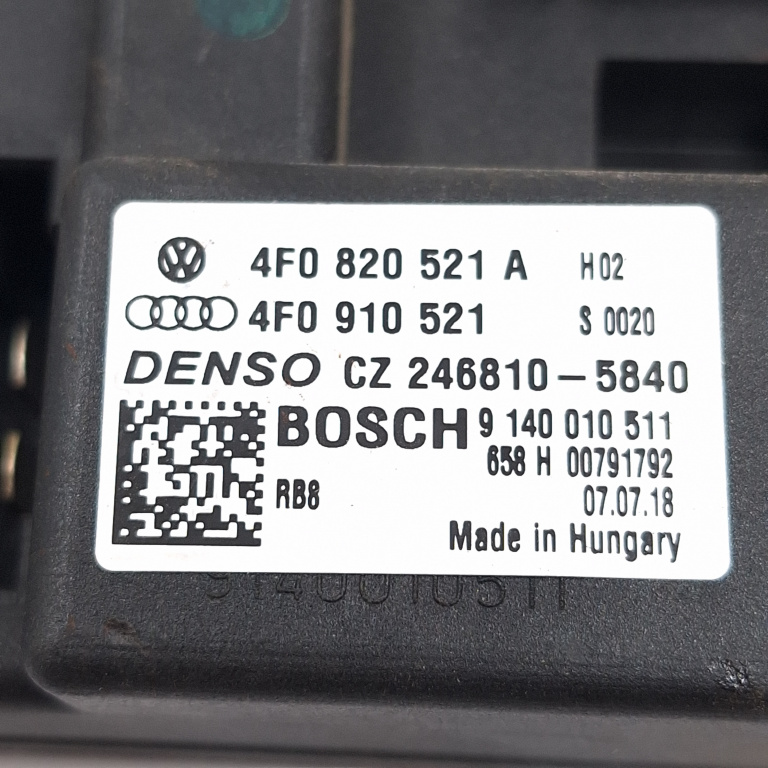 4F0 820 521 A H02
4F0 910 521 S 0020
DENSO CZ 246810-5840
BOSCH 9 140 010 511
658 H 00791792
RB8 07.07.18
Made in Hungary
9140010511